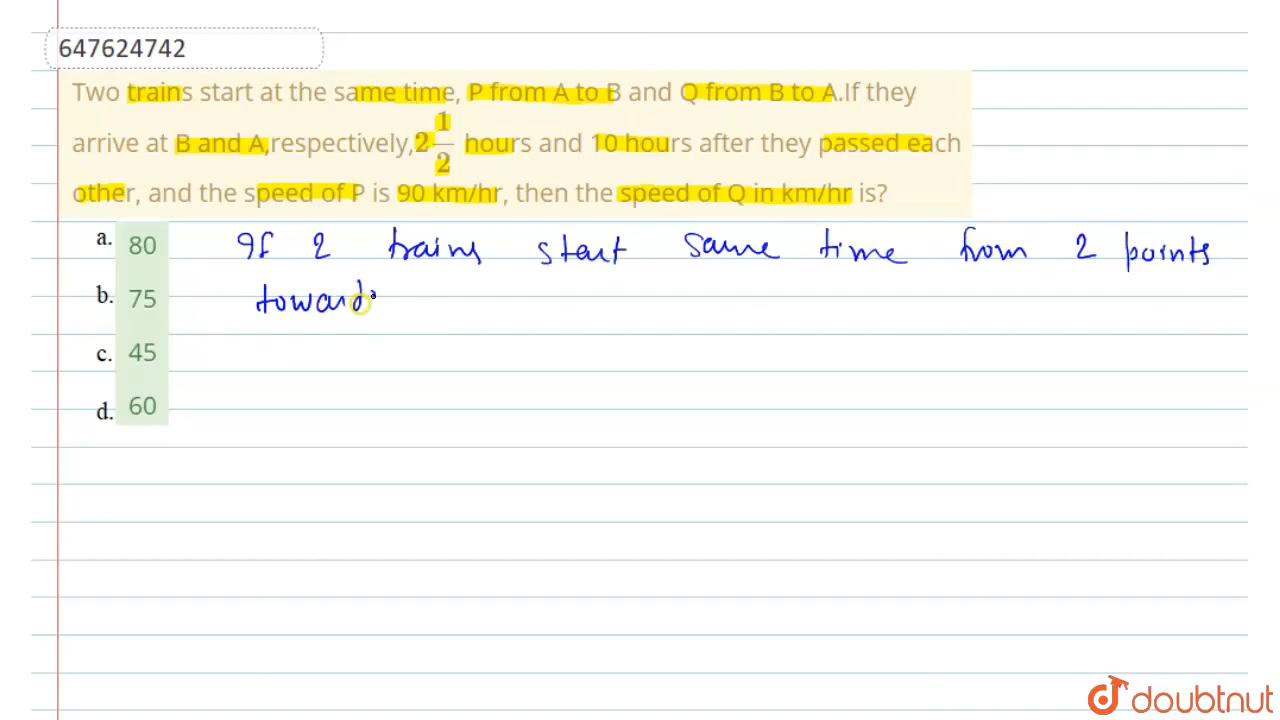 647624742
Two trains start at the same time, P from A to B and Q from B to A.If they
arrive at B and A,respectively,2 1/2 hours and 10 hours after they passed each
other, and the speed of P is 90 km/hr, then the speed of Q in km/hr is?
a. 80
If 2 trains start same time from 2 points
b. 75
toward
c. 45
d. 60
doubtnut